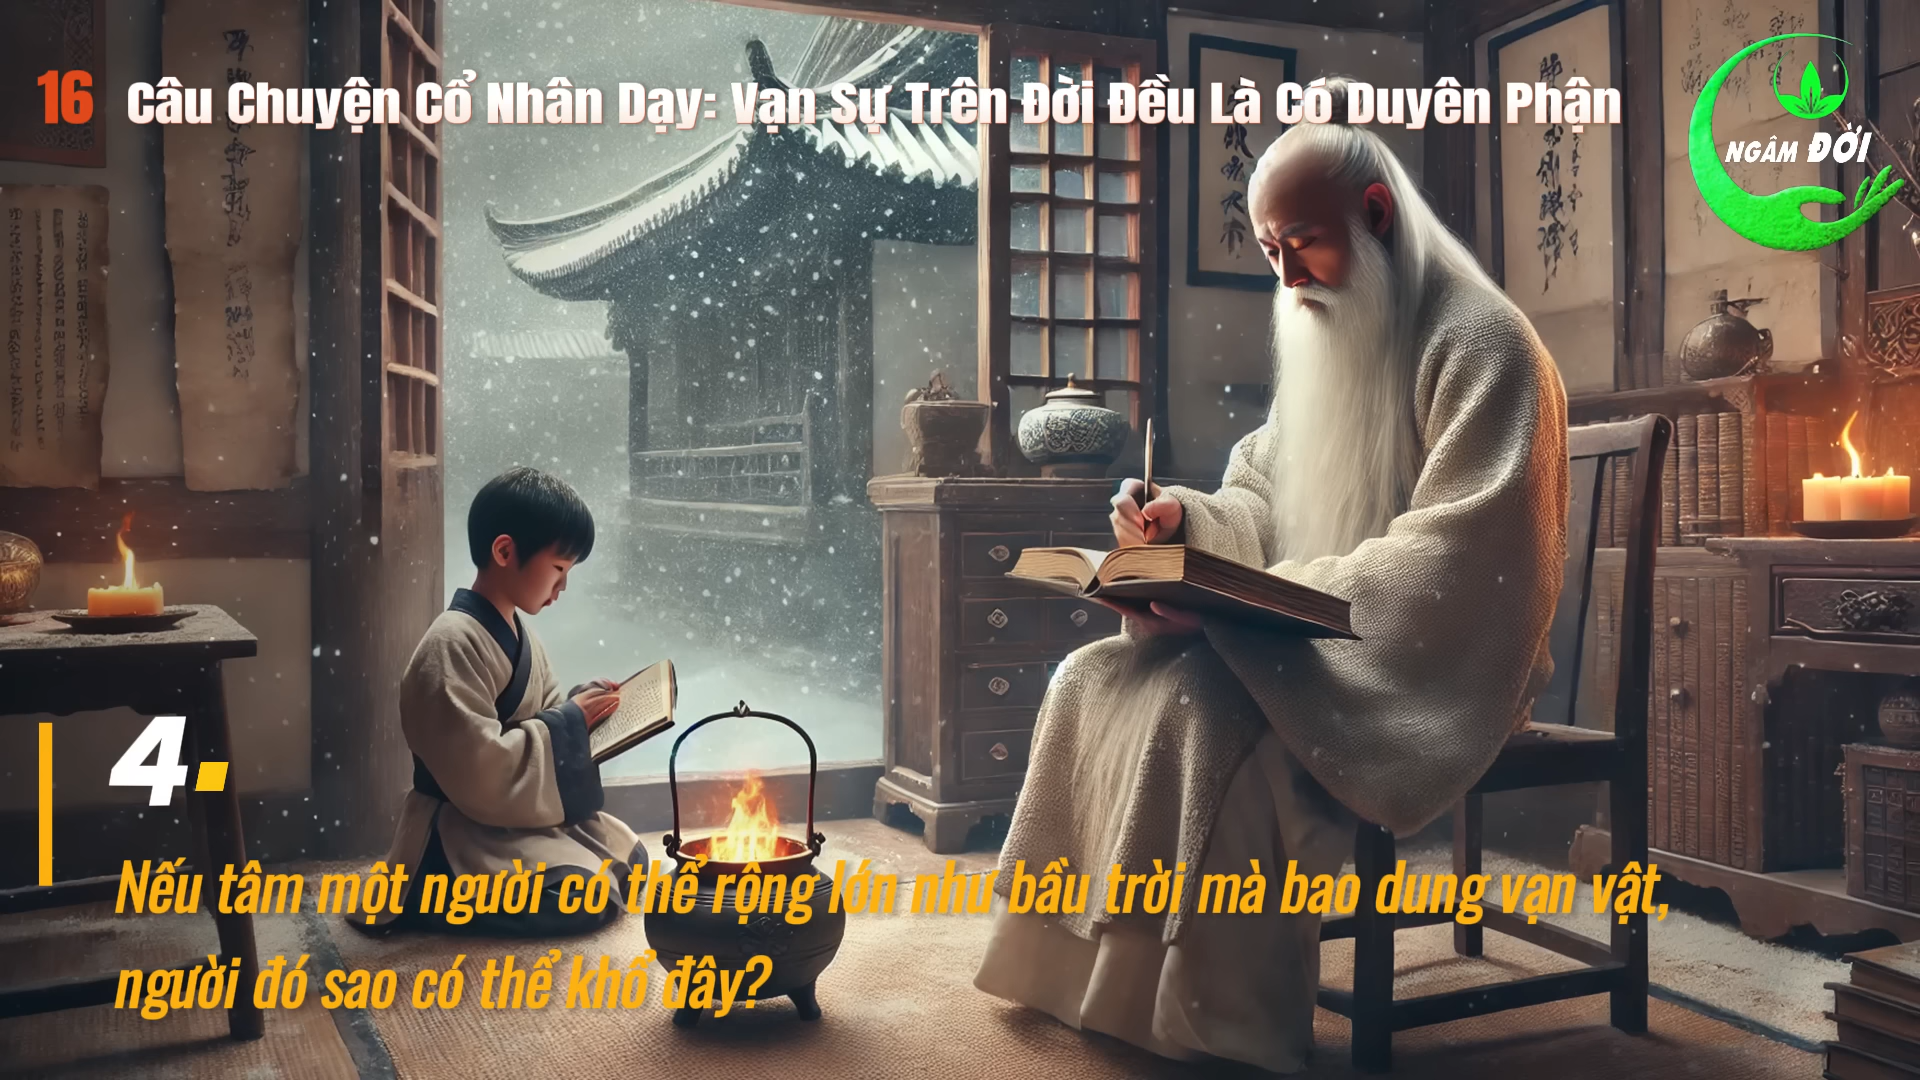 16 Câu Chuyện Cổ Nhân Dạy: Vạn Sự Trên Đời Đều Là Có Duyên Phận
NGÂM ĐỜI
4.
Nếu tâm một người có thể rộng lớn như bầu trời mà bao dung vạn vật,
người đó sao có thể khổ đây?